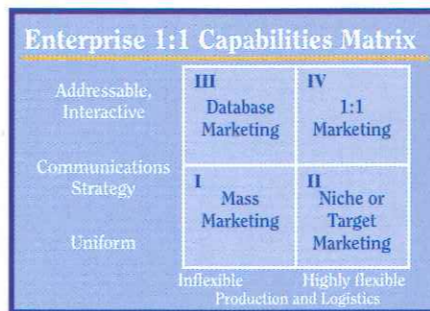 Enterprise 1:1 Capabilities Matrix
Addressable,
Interactive
Communications
Strategy
Uniform
III
Database
Marketing
IV
1:1
Marketing
I
Mass
Marketing
II
Niche or
Target
Marketing
Inflexible
Highly flexible
Production and Logistics